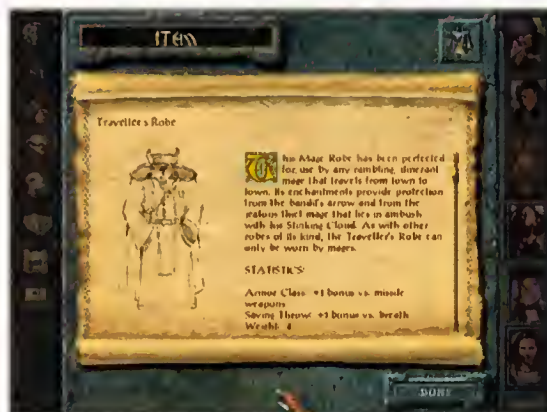 ITEM
Traveller's Robe
This Mage Robe has been perfected
for use by any rambling, itinerant
mage that travels from town to
town. Its enchantments provide protection
from the bandit's arrow and from the
jealous thief mage that lies in ambush
with his Stinking Cloud. As with other
robes of its kind, the Traveller's Robe can
only be worn by mages.
STATISTICS:
Armor Class: +1 bonus vs. missile
weapons
Saving Throw: +1 bonus vs. breath
Weight: 4
DONE